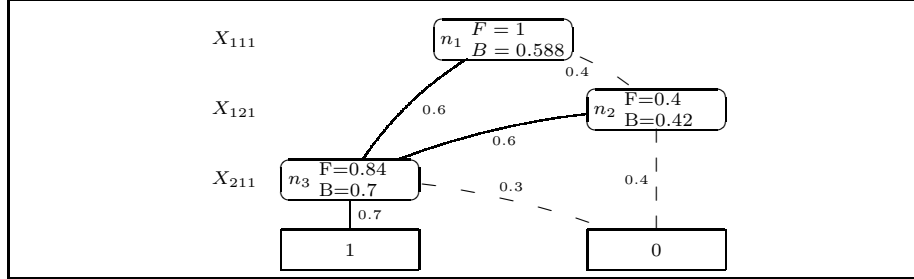 X₁₁₁
n₁ F = 1
B = 0.588
0.4
X₁₂₁
0.6
n₂ F=0.4
B=0.42
0.6
X₂₁₁
n₃ F=0.84
B=0.7
0.3
0.4
0.7
1
0